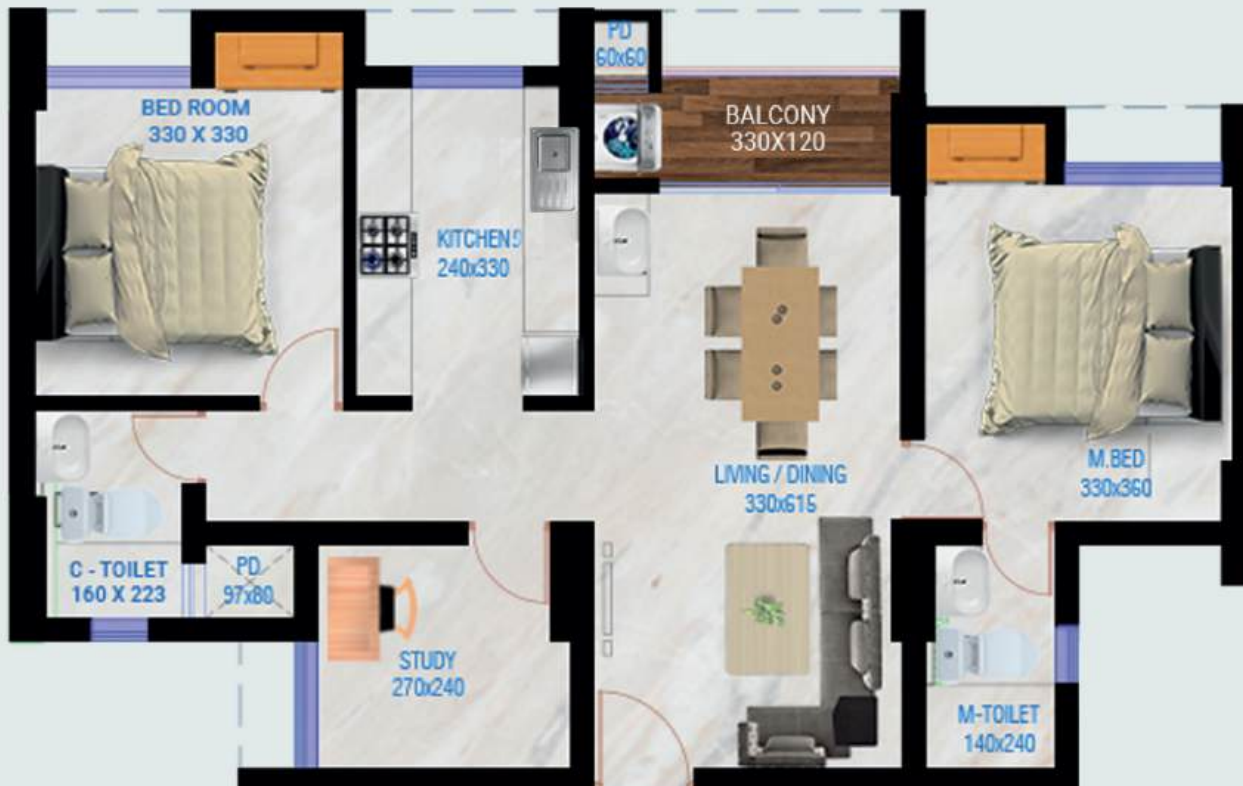 PD
60x60
BED ROOM
330 X 330
BALCONY
330X120
KITCHEN
240x330
M.BED
330x360
LIVING / DINING
330x615
C - TOILET
160 X 223
PD
97x80
STUDY
270x240
M-TOILET
140x240